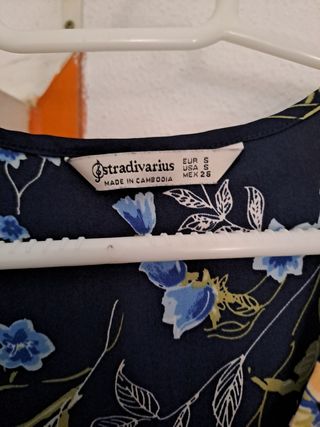 stradivarius
MADE IN CAMBODIA
EUR S
USA S
MEX 26